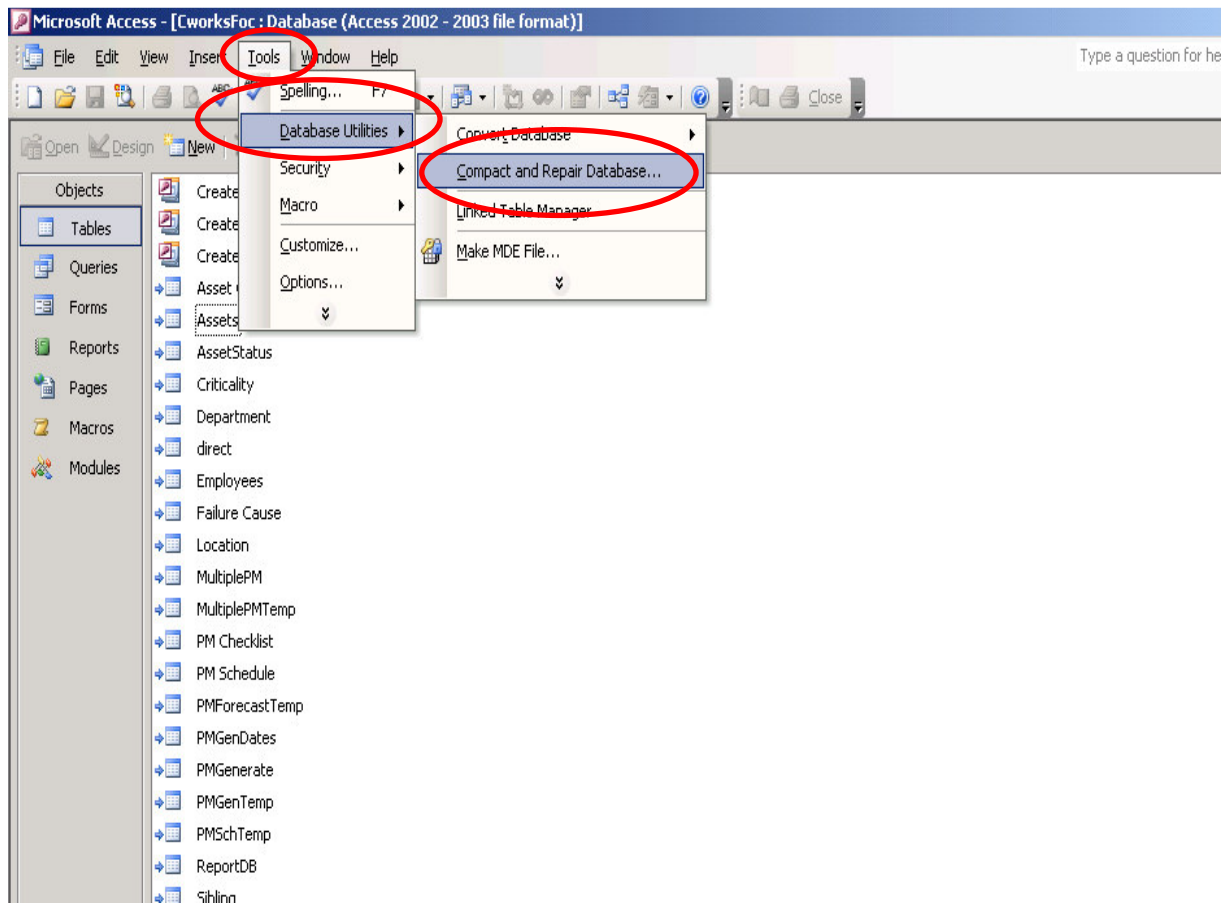 Microsoft Access - [CworksFoc : Database (Access 2002 - 2003 file format)]
File Edit View Insert Tools Window Help
Type a question for he
Close
Spelling... F7
Database Utilities
Security
Macro
Customize...
Options...
Convert Database
Compact and Repair Database...
Linked Table Manager
Make MDE File...
Open Design New
Objects
Tables
Queries
Forms
Reports
Pages
Macros
Modules
Create
Create
Create
Asset
Assets
AssetStatus
Criticality
Department
direct
Employees
Failure Cause
Location
MultiplePM
MultiplePMTemp
PM Checklist
PM Schedule
PMForecastTemp
PMGenDates
PMGenerate
PMGenTemp
PMSchTemp
ReportDB
Sibling